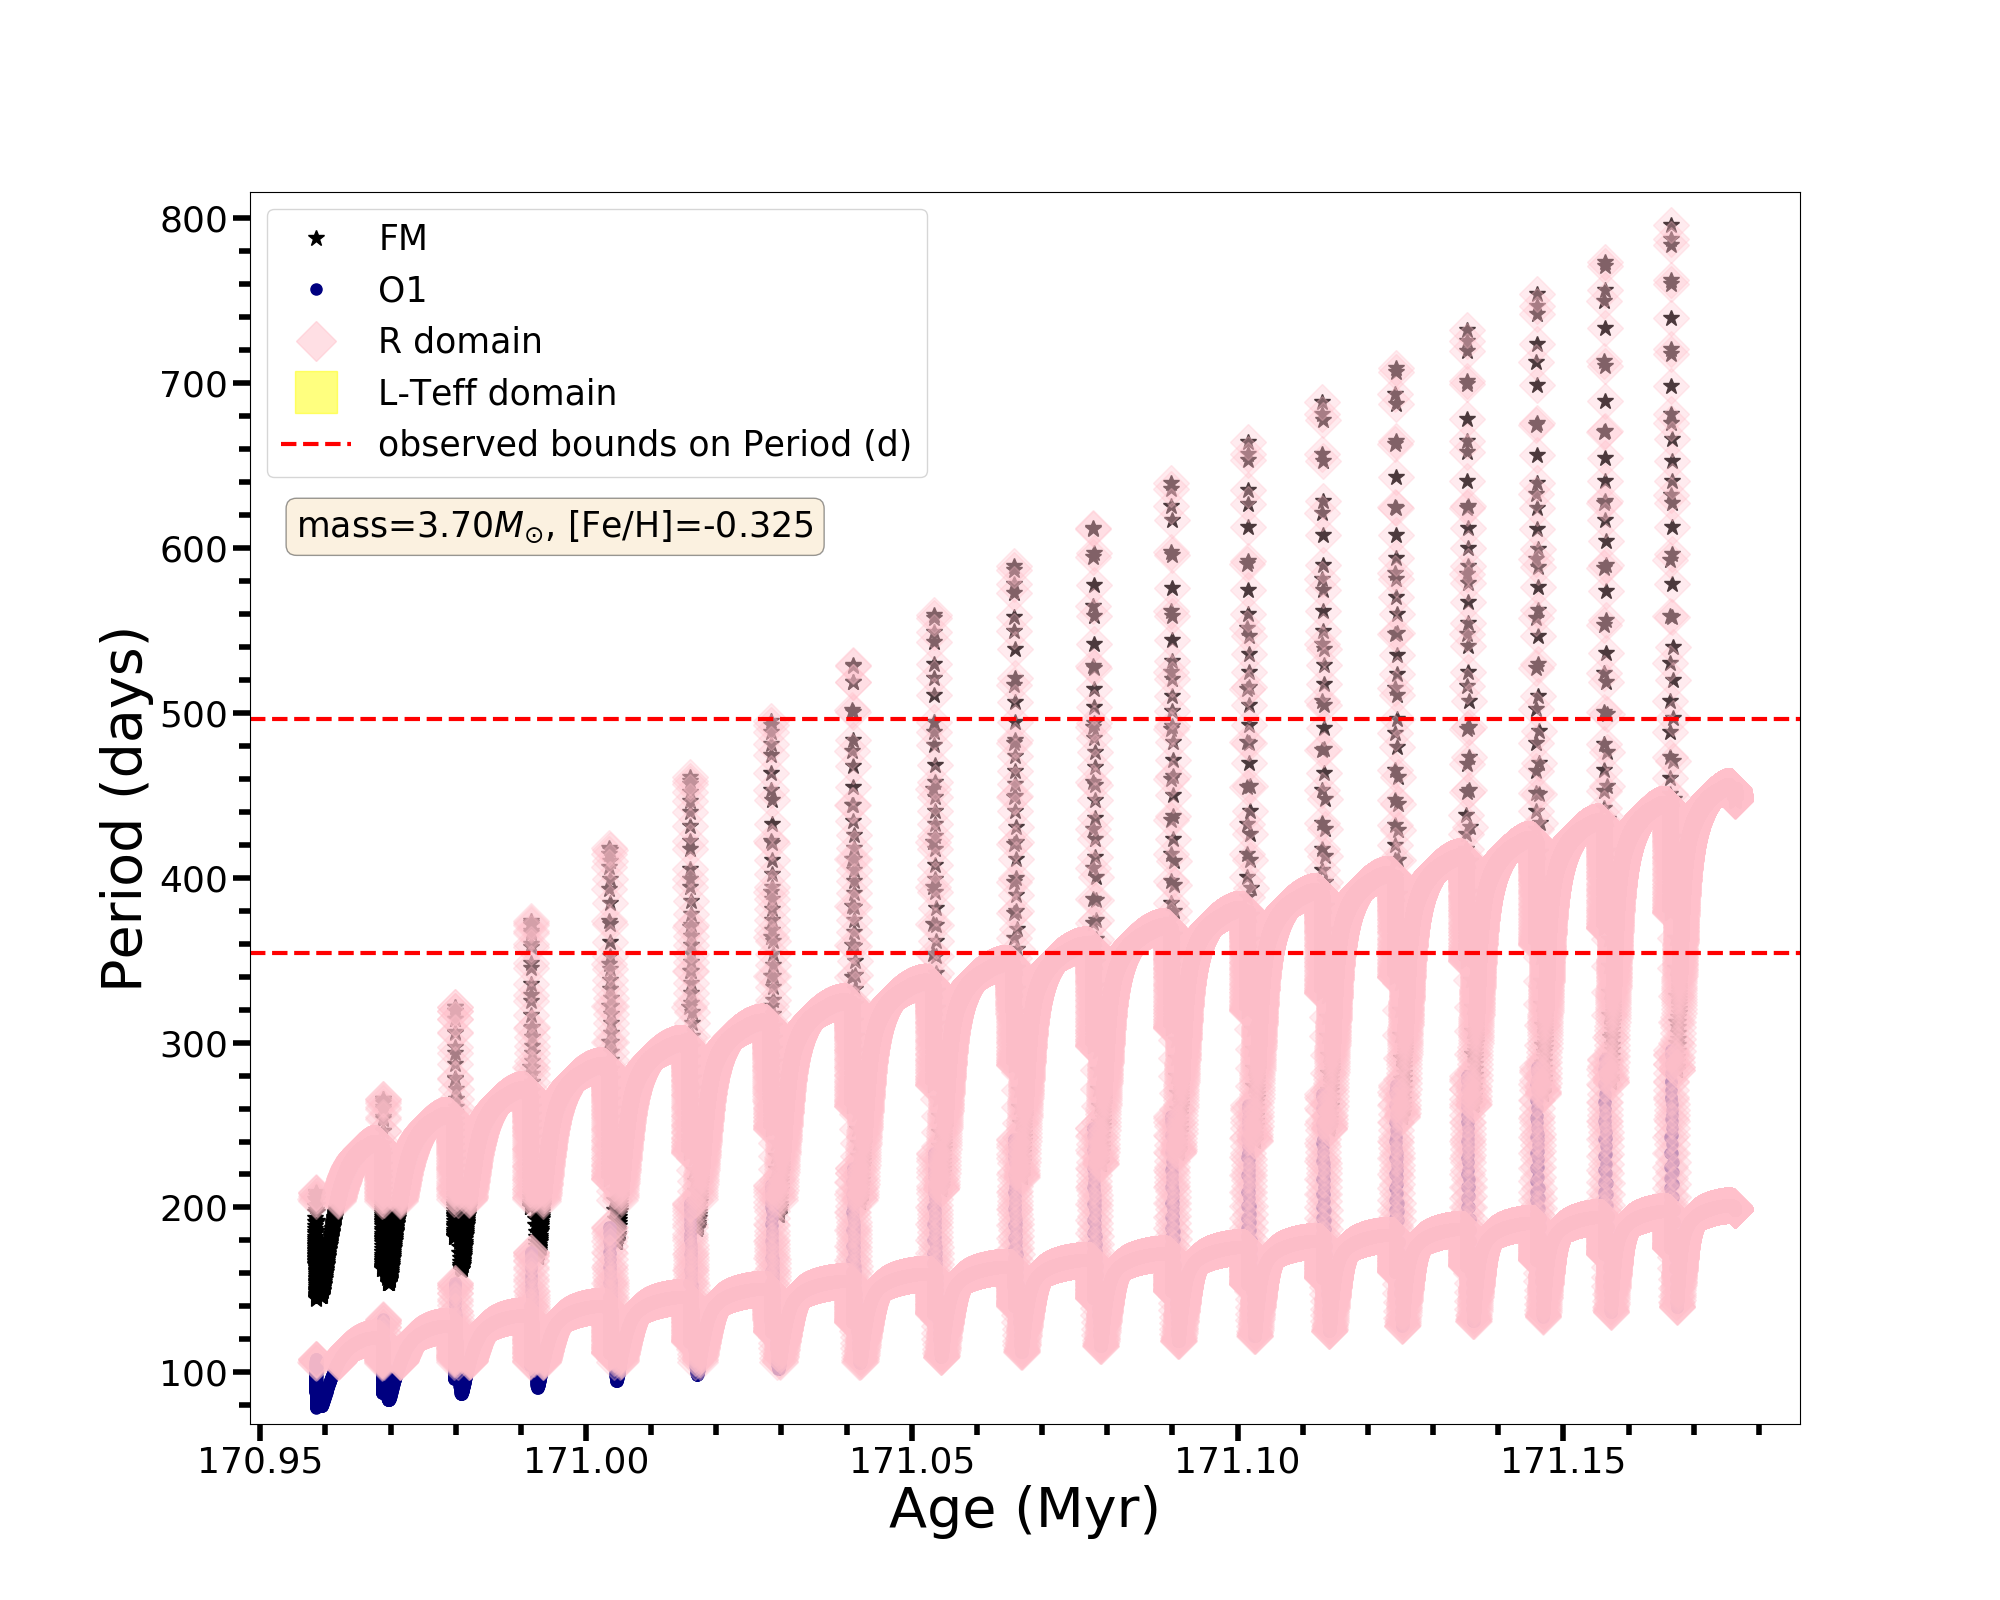 FM
O1
R domain
L-Teff domain
observed bounds on Period (d)
mass=3.70M☉, [Fe/H]=-0.325
800
700
600
500
400
300
200
100
Period (days)
170.95 171.00 171.05 171.10 171.15
Age (Myr)